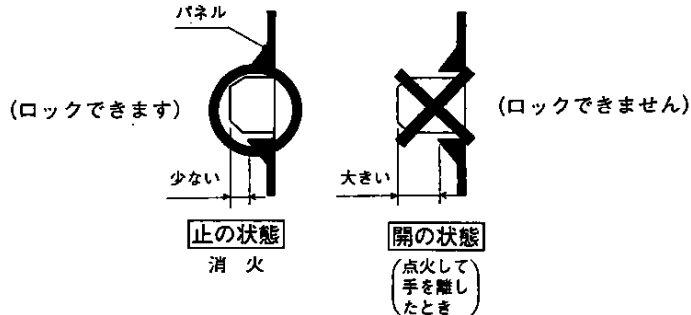 パネル
(ロックできます)
(ロックできません)
少ない
大きい
止の状態
消火
開の状態
(点火して
手を離し
たとき)